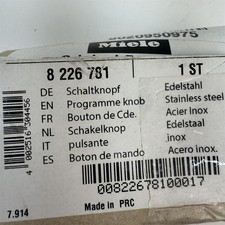 Miele
8 226 781
1 ST
DE Schaltknopf Edelstahl
EN Programme knob Stainless steel
FR Bouton de Cde. Acier inox
NL Schakelknop Edelstaal
IT pulsante inox
ES Boton de mando Acero inox.
4 002516 384456
00822678100017
7.914
Made in PRC